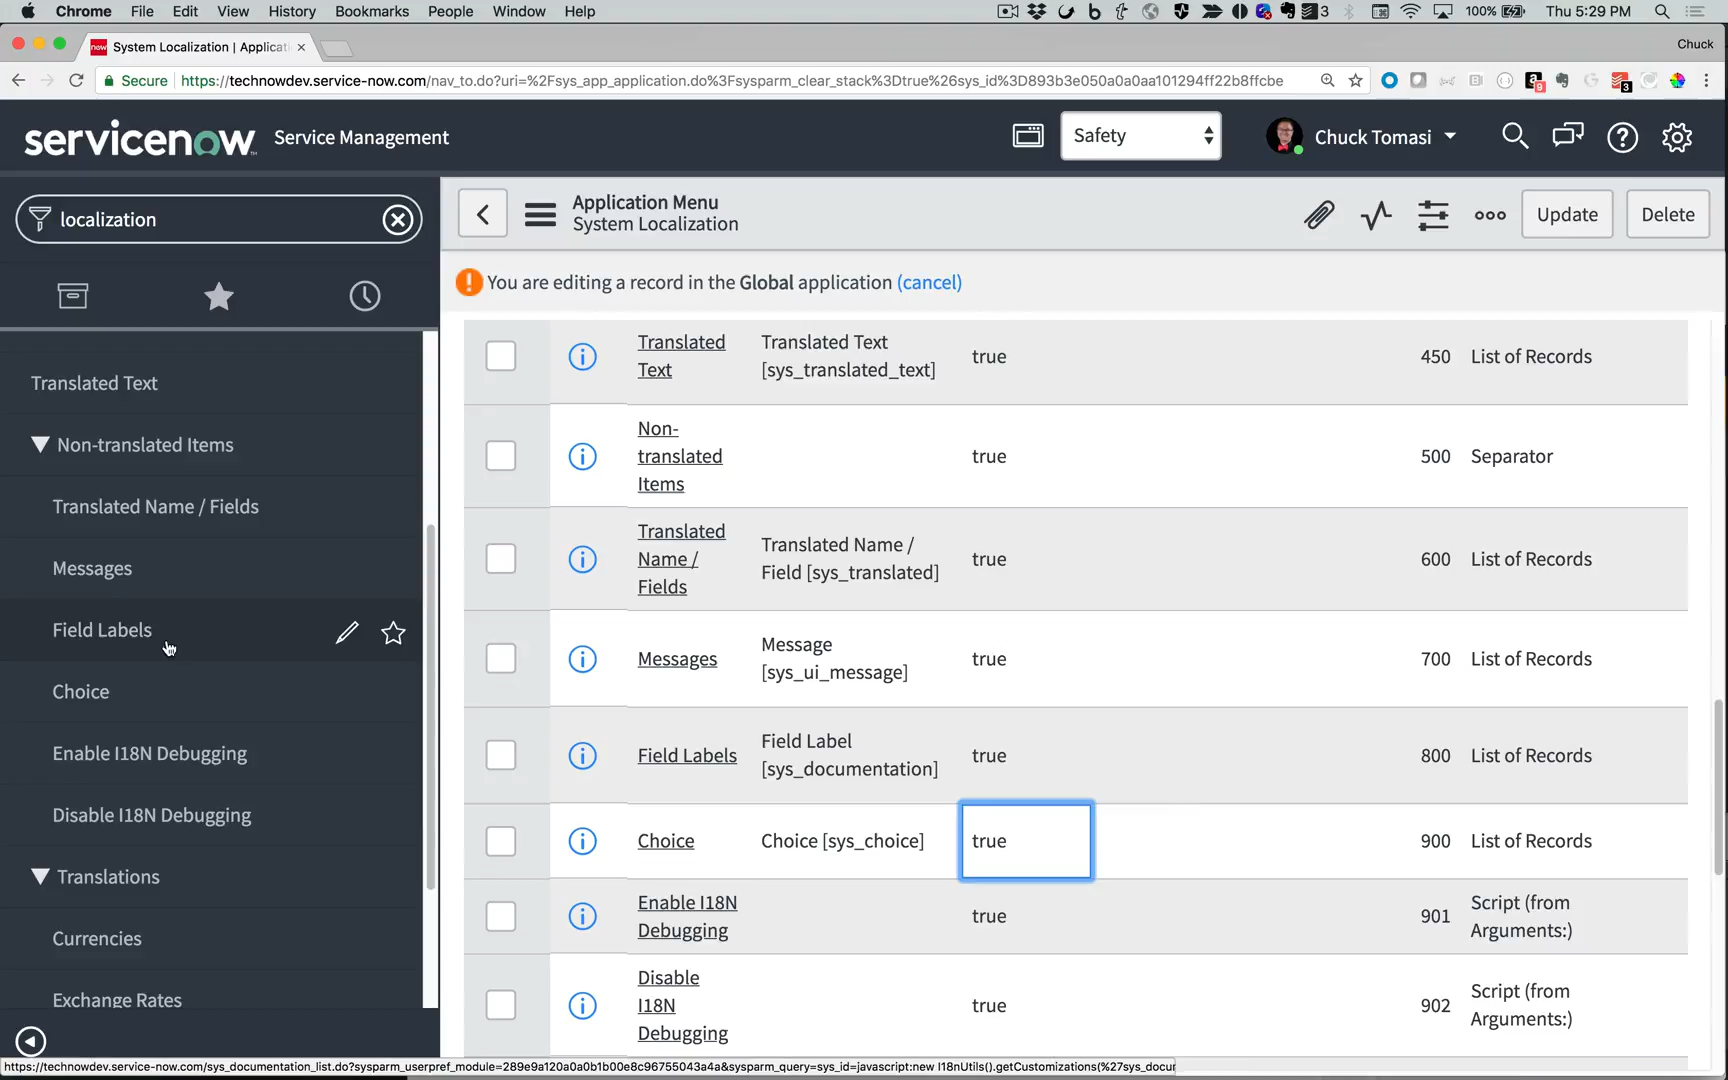 Chrome File Edit View History Bookmarks People Window Help 3 100% Thu 5:29 PM
now System Localization | Applicati × Chuck
Secure https://technowdev.service-now.com/nav_to.do?uri=%2Fsys_app_application.do%3Fsysparm_clear_stack%3Dtrue%26sys_id%3D893b3e050a0a0aa101294ff22b8ffcbe
servicenow Service Management Safety Chuck Tomasi
localization
Application Menu
System Localization
Update Delete
You are editing a record in the Global application (cancel)
Translated Text
Non-translated Items
Translated Name / Fields
Messages
Field Labels
Choice
Enable I18N Debugging
Disable I18N Debugging
Translations
Currencies
Exchange Rates
Translated Text Translated Text true 450 List of Records
[sys_translated_text]
Non-translated Items true 500 Separator
Translated Name / Fields Translated Name / true 600 List of Records
Field [sys_translated]
Messages Message true 700 List of Records
[sys_ui_message]
Field Labels Field Label true 800 List of Records
[sys_documentation]
Choice Choice [sys_choice] true 900 List of Records
Enable I18N Debugging true 901 Script (from Arguments:)
Disable I18N Debugging true 902 Script (from Arguments:)
https://technowdev.service-now.com/sys_documentation_list.do?sysparm_userpref_module=289e9a120a0a0b1b00e8c96755043a4a&sysparm_query=sys_id=javascript:new I18nUtils().getCustomizations(%27sys_docur